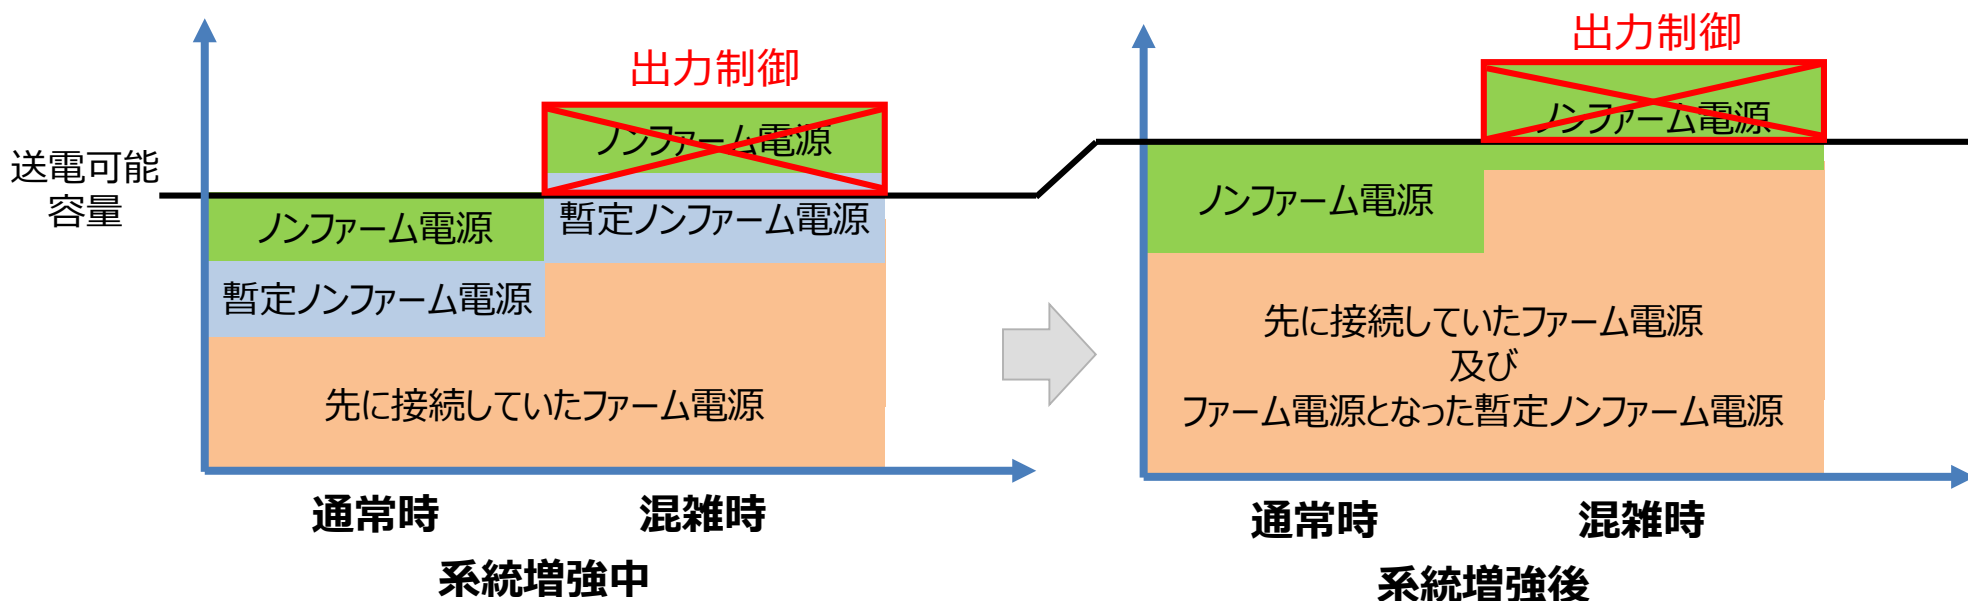 出力制御
ノンファーム電源
送電可能
容量
ノンファーム電源
暫定ノンファーム電源
暫定ノンファーム電源
先に接続していたファーム電源
通常時
混雑時
系統増強中
出力制御
ノンファーム電源
ノンファーム電源
先に接続していたファーム電源
及び
ファーム電源となった暫定ノンファーム電源
通常時
混雑時
系統増強後